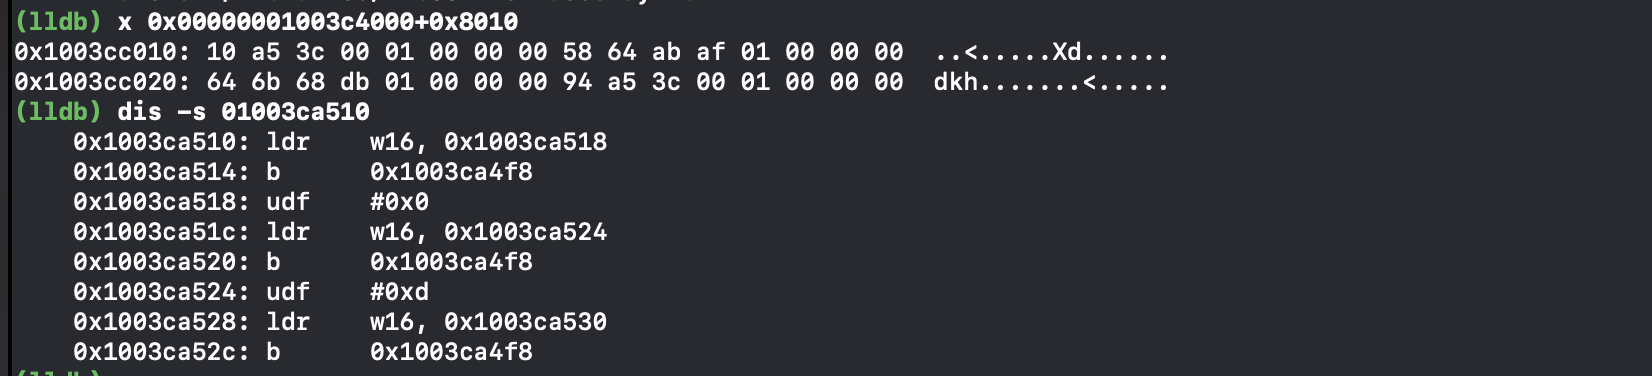 (lldb) x 0x00000001003c4000+0x8010
0x1003cc010: 10 a5 3c 00 01 00 00 00 58 64 ab af 01 00 00 00  ..<.....Xd......
0x1003cc020: 64 6b 68 db 01 00 00 00 94 a5 3c 00 01 00 00 00  dkh.......<.....
(lldb) dis -s 01003ca510
    0x1003ca510: ldr    w16, 0x1003ca518
    0x1003ca514: b      0x1003ca4f8
    0x1003ca518: udf    #0x0
    0x1003ca51c: ldr    w16, 0x1003ca524
    0x1003ca520: b      0x1003ca4f8
    0x1003ca524: udf    #0xd
    0x1003ca528: ldr    w16, 0x1003ca530
    0x1003ca52c: b      0x1003ca4f8
(lldb)